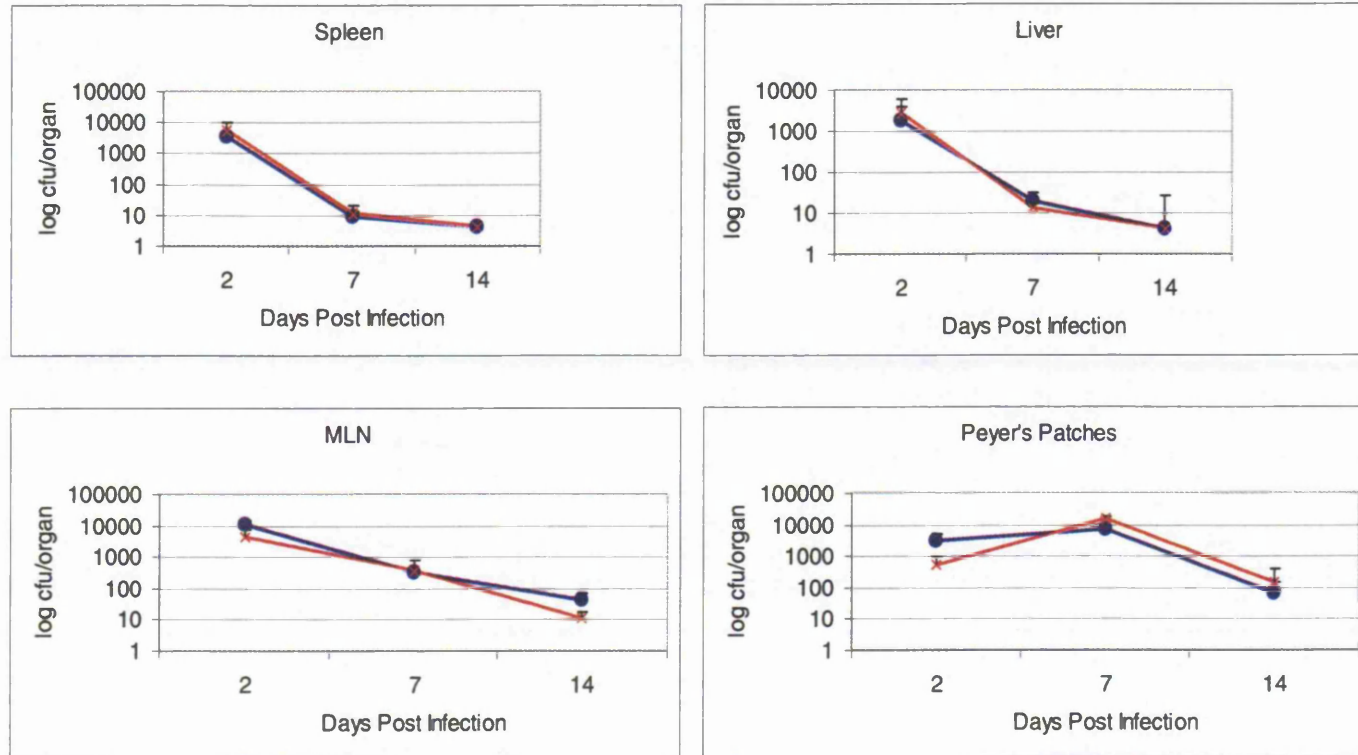 Spleen
log cfu/organ
100000
10000
1000
100
10
1
2 7 14
Days Post Infection
Liver
log cfu/organ
10000
1000
100
10
1
2 7 14
Days Post Infection
MLN
log cfu/organ
100000
10000
1000
100
10
1
2 7 14
Days Post Infection
Peyer's Patches
log cfu/organ
100000
10000
1000
100
10
1
2 7 14
Days Post Infection